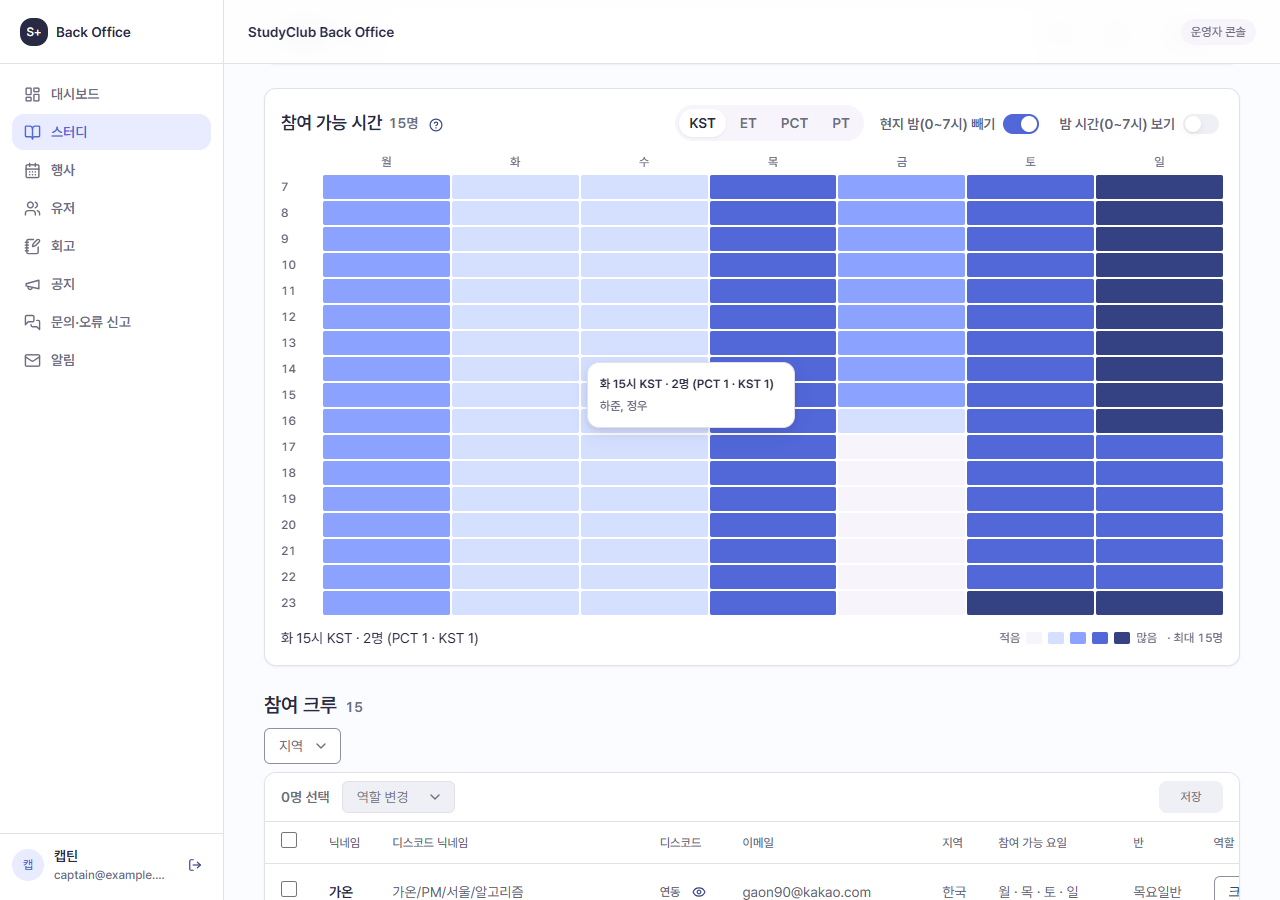 S+ Back Office
StudyClub Back Office
운영자 콘솔
대시보드
스터디
행사
유저
회고
공지
문의·오류 신고
알림
캡
캡틴
captain@example....
참여 가능 시간 15명
KST ET PCT PT
현지 밤(0~7시) 빼기
밤 시간(0~7시) 보기
월 화 수 목 금 토 일
7
8
9
10
11
12
13
14
15
16
17
18
19
20
21
22
23
화 15시 KST · 2명 (PCT 1 · KST 1)
하준, 정우
화 15시 KST · 2명 (PCT 1 · KST 1)
적음 많음 · 최대 15명
참여 크루 15
지역
0명 선택 역할 변경 저장
닉네임 디스코드 닉네임 디스코드 이메일 지역 참여 가능 요일 반 역할
가온 가온/PM/서울/알고리즘 연동 gaon90@kakao.com 한국 월 · 목 · 토 · 일 목요일반